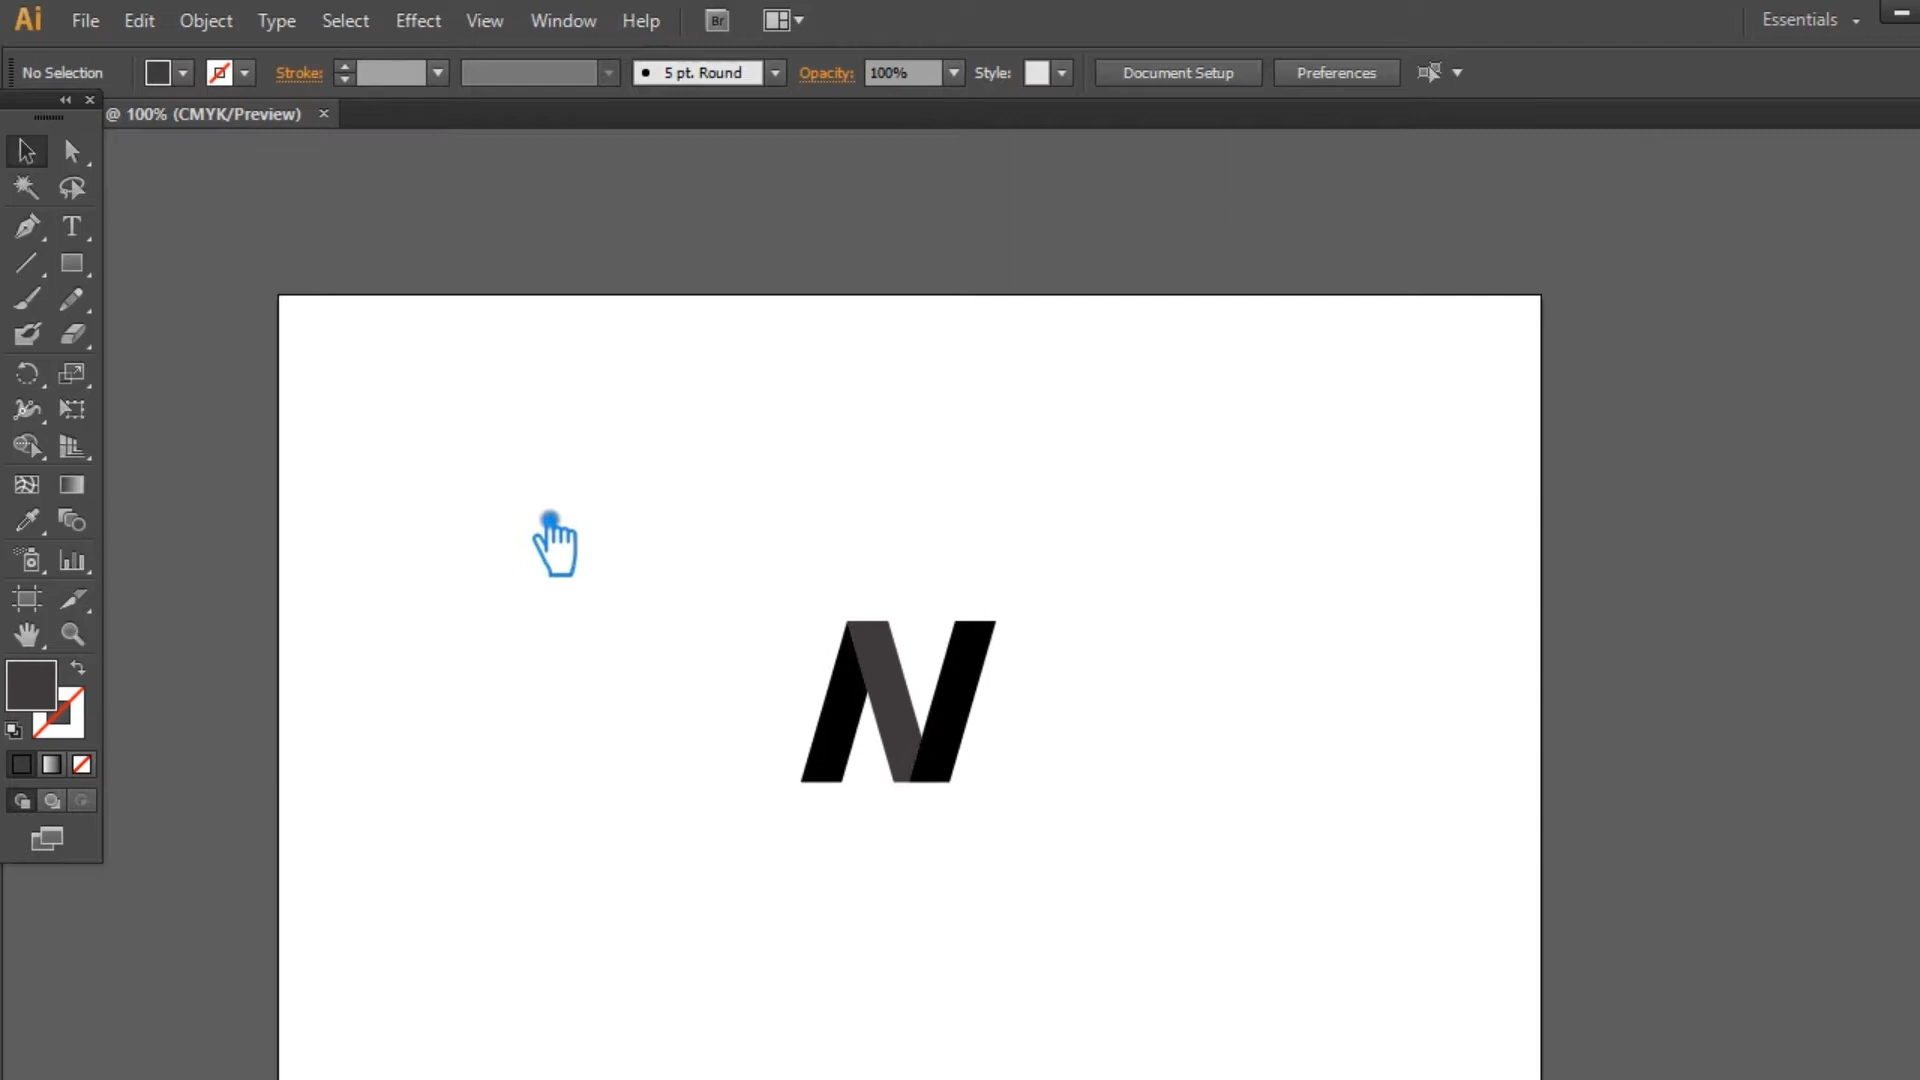 Ai File Edit Object Type Select Effect View Window Help Br Essentials
No Selection Stroke: 5 pt. Round Opacity: 100% Style: Document Setup Preferences
@ 100% (CMYK/Preview)
T
N